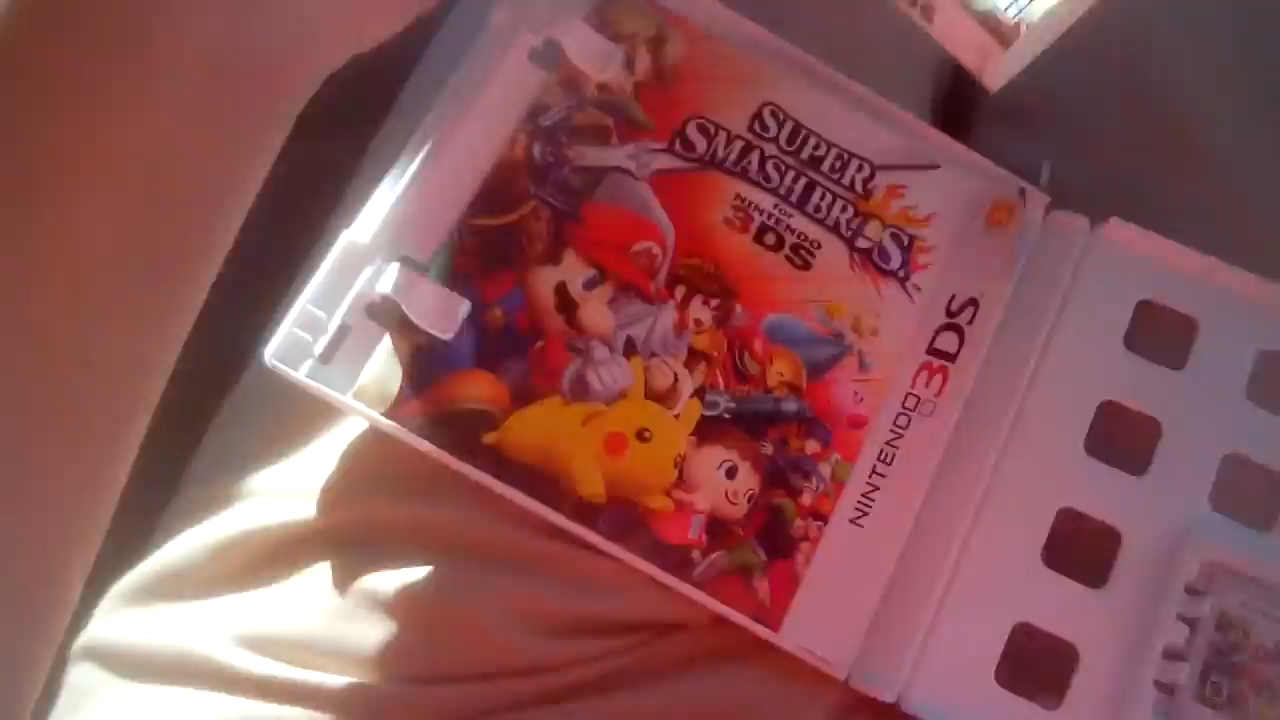 SUPER
SMASH BROS.
for
NINTENDO
3DS
NINTENDO 3DS